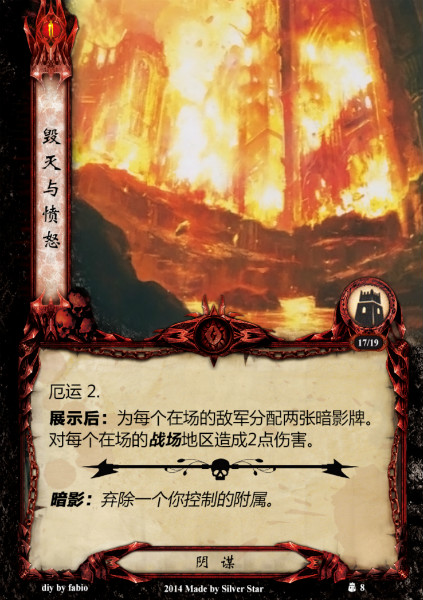 毁灭与愤怒
17/19
厄运 2.
展示后：为每个在场的敌军分配两张暗影牌。
对每个在场的战场地区造成2点伤害。
暗影：弃除一个你控制的附属。
阴 谋
diy by fabio
2014 Made by Silver Star
8